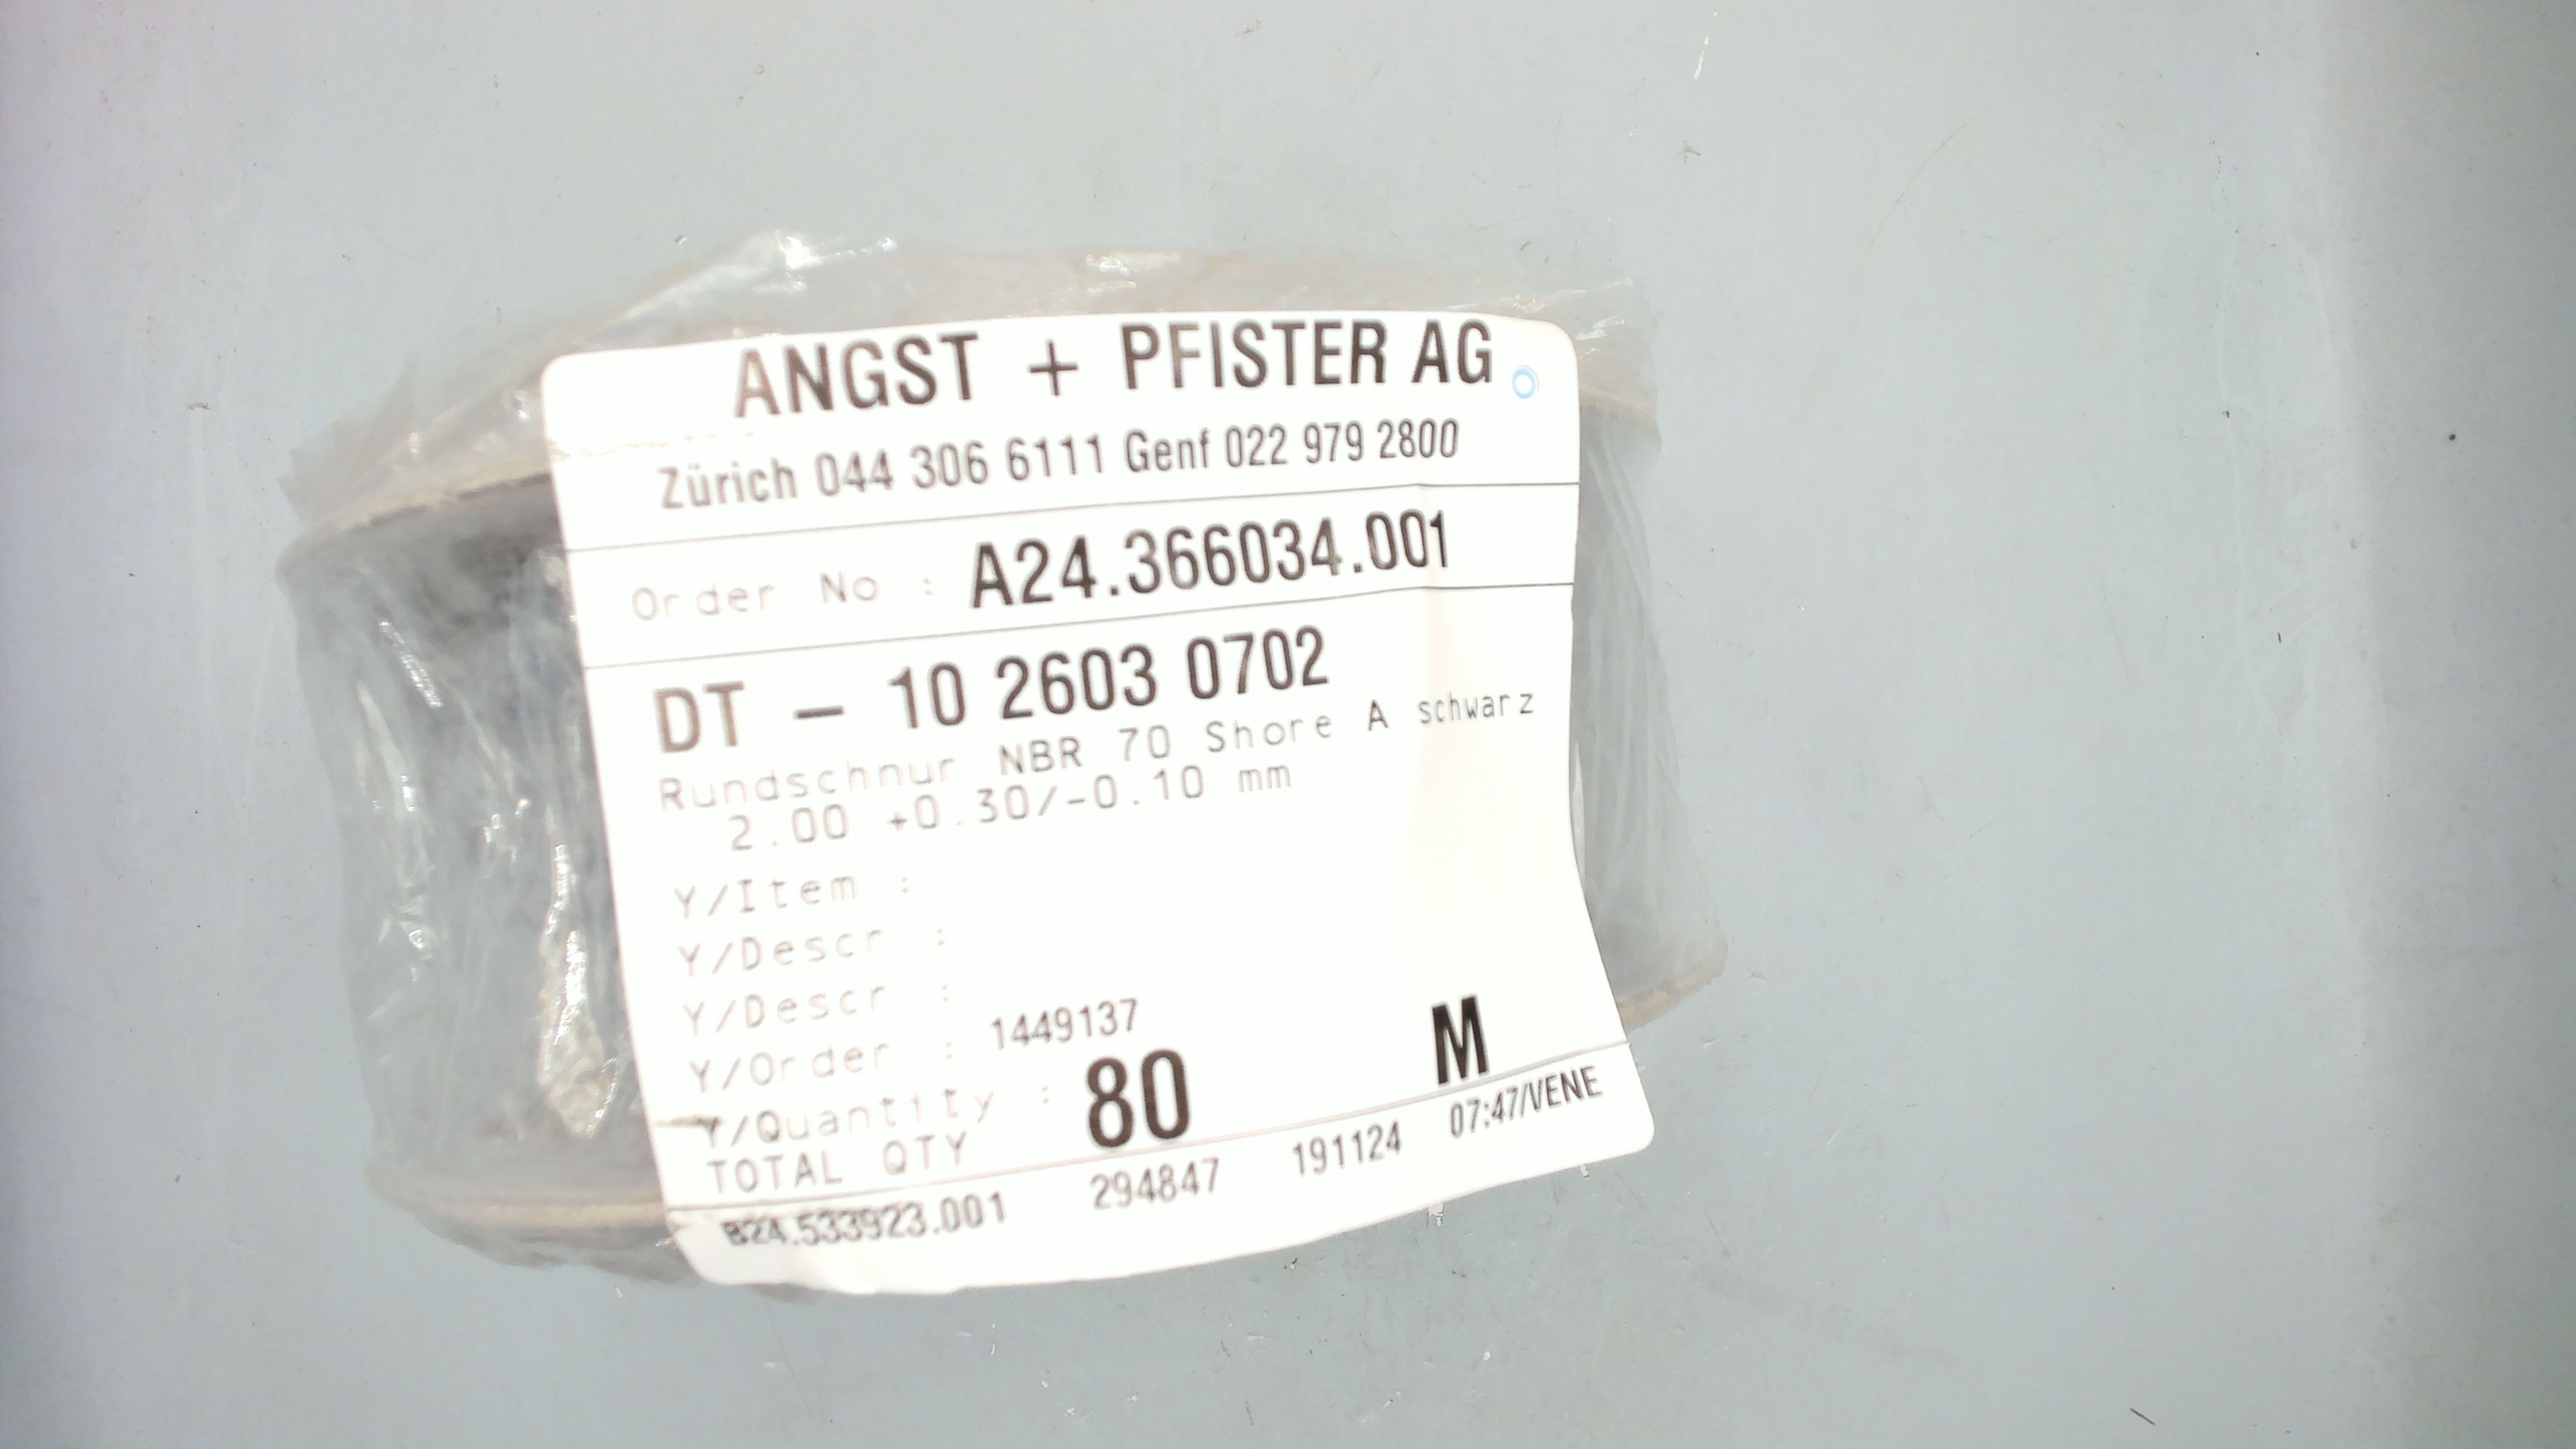 ANGST + PFISTER AG
Zürich 044 306 6111 Genf 022 979 2800
Order No : A24.366034.001
DT - 10 2603 0702
Rundschnur NBR 70 Shore A schwarz
2.00 +0.30/-0.10 mm
Y/Item :
Y/Descr :
Y/Descr :
Y/Order : 1449137
Y/Quantity : 80 M
TOTAL QTY
B24.533923.001 294847 191124 07:47/VENE